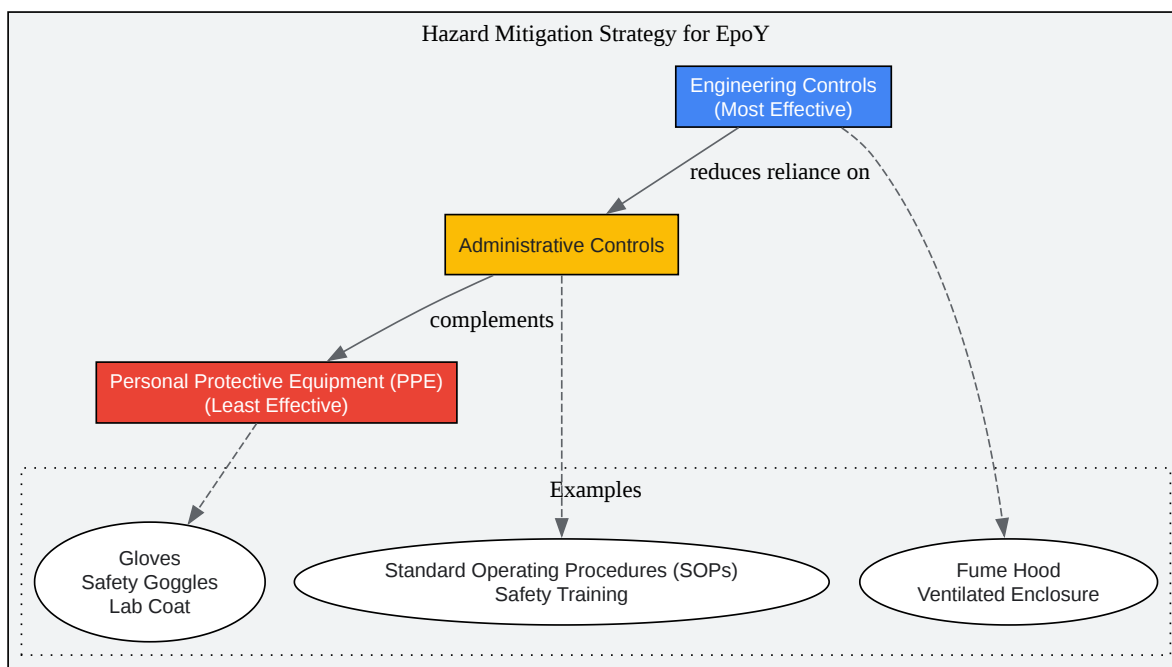 Hazard Mitigation Strategy for EpoY
Engineering Controls
(Most Effective)
reduces reliance on
Administrative Controls
complements
Personal Protective Equipment (PPE)
(Least Effective)
Examples
Gloves
Safety Goggles
Lab Coat
Standard Operating Procedures (SOPs)
Safety Training
Fume Hood
Ventilated Enclosure